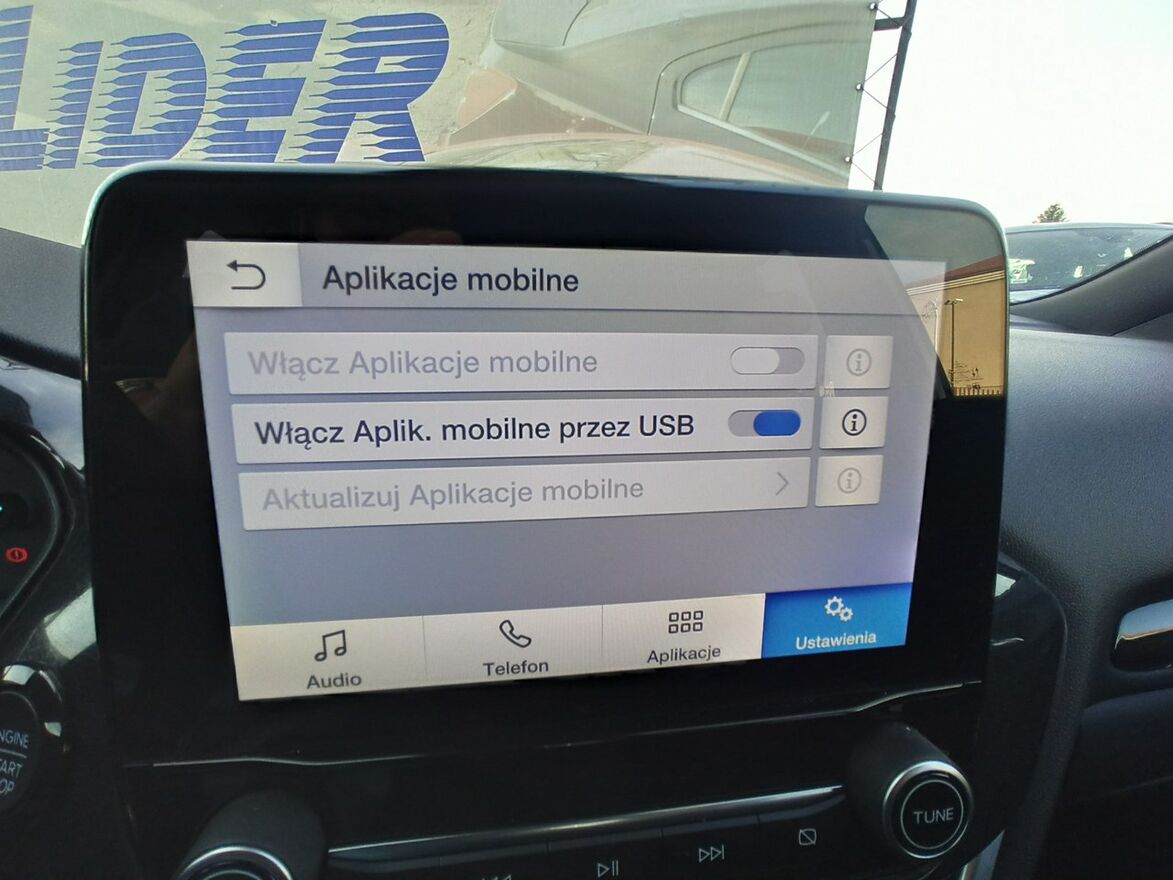 LIDER
Aplikacje mobilne
Włącz Aplikacje mobilne
Włącz Aplik. mobilne przez USB
Aktualizuj Aplikacje mobilne
Audio
Telefon
Aplikacje
Ustawienia
TUNE